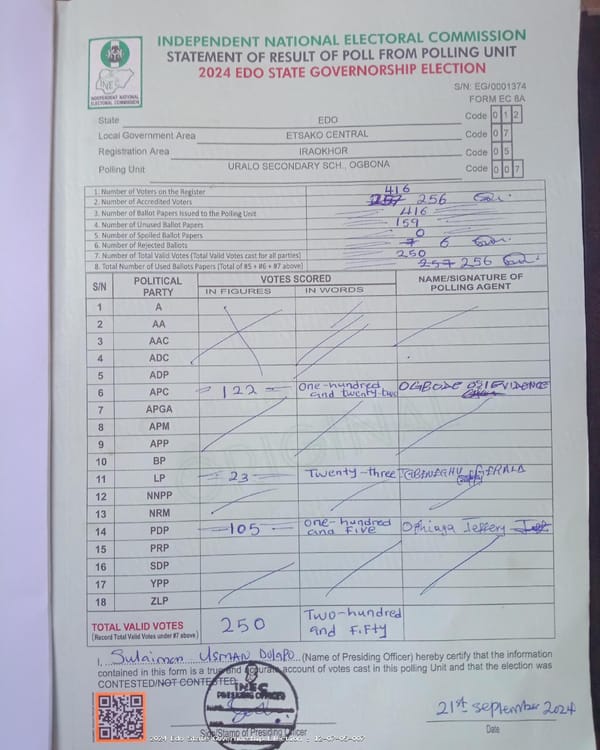 INDEPENDENT NATIONAL ELECTORAL COMMISSION
STATEMENT OF RESULT OF POLL FROM POLLING UNIT
2024 EDO STATE GOVERNORSHIP ELECTION
INEC
INDEPENDENT NATIONAL
ELECTORAL COMMISSION
S/N: EG/0001374
FORM EC 8A
State EDO Code 0 1 2
Local Government Area ETSAKO CENTRAL Code 0 7
Registration Area IRAOKHOR Code 0 5
Polling Unit URALO SECONDARY SCH., OGBONA Code 0 0 7
1. Number of Voters on the Register 416
2. Number of Accredited Voters 257 256
3. Number of Ballot Papers Issued to the Polling Unit 416
4. Number of Unused Ballot Papers 159
5. Number of Spoiled Ballot Papers 0
6. Number of Rejected Ballots 7 6
7. Number of Total Valid Votes (Total Valid Votes cast for all parties) 250
8. Total Number of Used Ballots Papers (Total of #5 + #6 + #7 above) 257 256
S/N POLITICAL PARTY VOTES SCORED NAME/SIGNATURE OF POLLING AGENT
IN FIGURES IN WORDS
1 A
2 AA
3 AAC
4 ADC
5 ADP
6 APC 122 One-hundred and twenty-two OGBODE OSI EVIDENCE
7 APGA
8 APM
9 APP
10 BP
11 LP 23 Twenty-three GERALD
12 NNPP
13 NRM
14 PDP 105 One-hundred and Five Jeffery
15 PRP
16 SDP
17 YPP
18 ZLP
TOTAL VALID VOTES 250 Two-hundred and Fifty
(Record Total Valid Votes under #7 above)
I, Sulaimon USMAN DOLAPO (Name of Presiding Officer) hereby certify that the information
contained in this form is a true and accurate account of votes cast in this polling Unit and that the election was
CONTESTED/NOT CONTESTED.
INEC
PRESIDING OFFICER
Sign/Stamp of Presiding Officer
21st September 2024
Date
2024 Edo State Governorship Election : 12-07-05-007